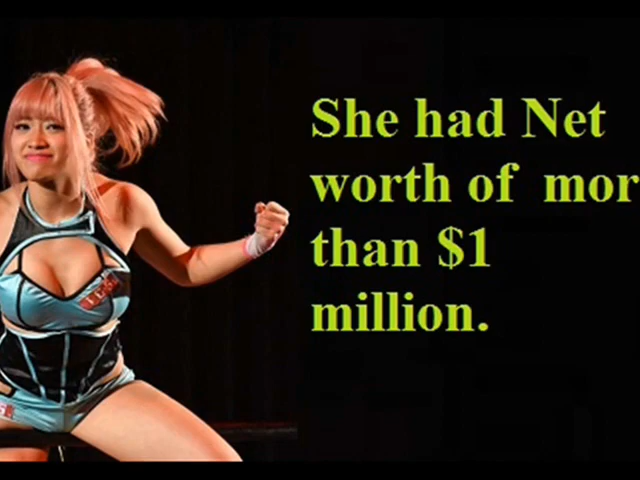 She had Net
worth of mor
than $1
million.